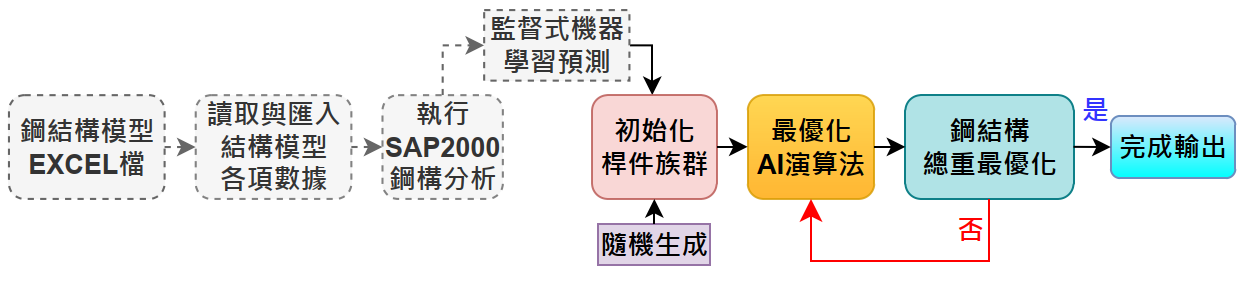 鋼結構模型
EXCEL檔
讀取與匯入
結構模型
各項數據
執行
SAP2000
鋼構分析
監督式機器
學習預測
初始化
桿件族群
隨機生成
最優化
AI演算法
鋼結構
總重最優化
否
是
完成輸出